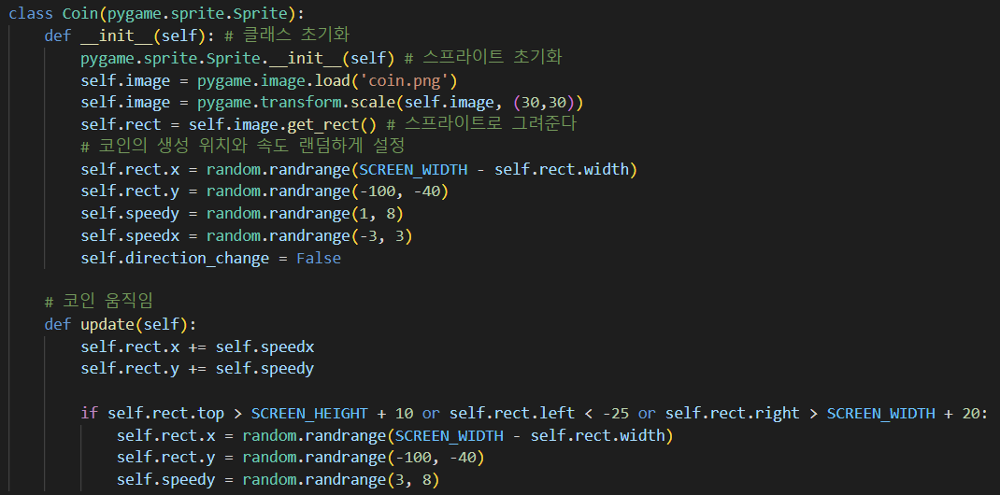 class Coin(pygame.sprite.Sprite):
    def __init__(self): # 클래스 초기화
        pygame.sprite.Sprite.__init__(self) # 스프라이트 초기화
        self.image = pygame.image.load('coin.png')
        self.image = pygame.transform.scale(self.image, (30,30))
        self.rect = self.image.get_rect() # 스프라이트로 그려준다
        # 코인의 생성 위치와 속도 랜덤하게 설정
        self.rect.x = random.randrange(SCREEN_WIDTH - self.rect.width)
        self.rect.y = random.randrange(-100, -40)
        self.speedy = random.randrange(1, 8)
        self.speedx = random.randrange(-3, 3)
        self.direction_change = False

    # 코인 움직임
    def update(self):
        self.rect.x += self.speedx
        self.rect.y += self.speedy

        if self.rect.top > SCREEN_HEIGHT + 10 or self.rect.left < -25 or self.rect.right > SCREEN_WIDTH + 20:
            self.rect.x = random.randrange(SCREEN_WIDTH - self.rect.width)
            self.rect.y = random.randrange(-100, -40)
            self.speedy = random.randrange(3, 8)